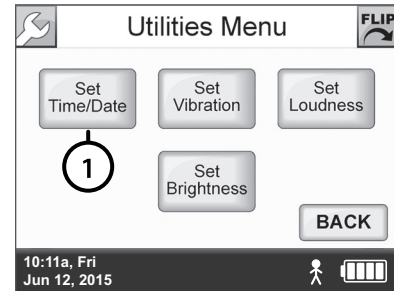 Utilities Menu
FLIP
Set
Time/Date
Set
Vibration
Set
Loudness
1
Set
Brightness
BACK
10:11a, Fri
Jun 12, 2015